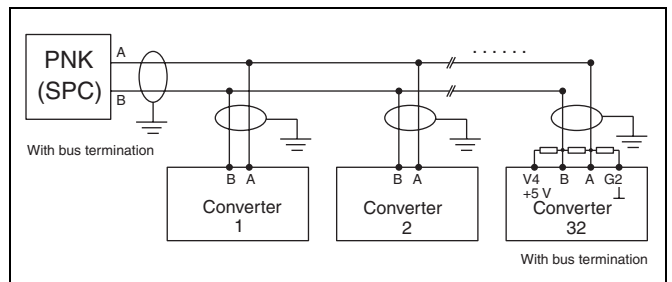 PNK
(SPC)
A
B
......
With bus termination
B A
Converter
1
B A
Converter
2
V4 B A G2
+5 V ⊥
Converter
32
With bus termination